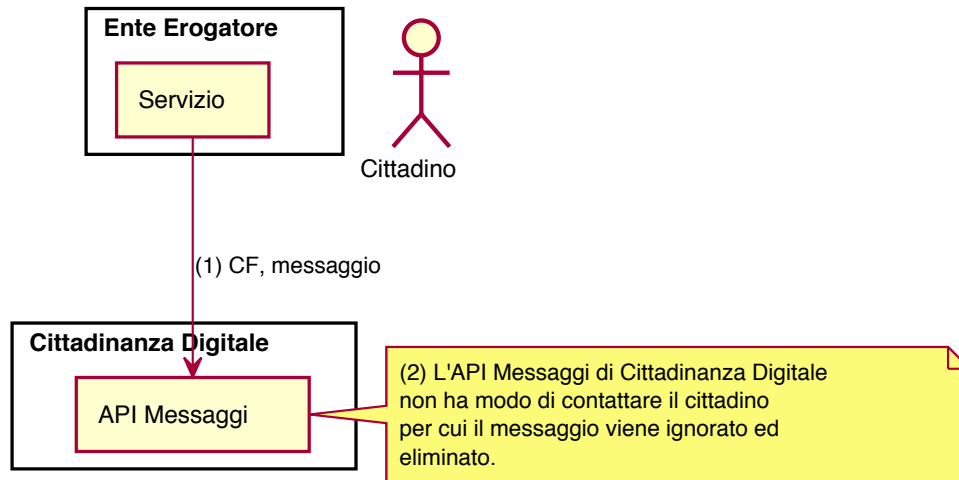 Ente Erogatore
Servizio
Cittadino
(1) CF, messaggio
Cittadinanza Digitale
API Messaggi
(2) L'API Messaggi di Cittadinanza Digitale
non ha modo di contattare il cittadino
per cui il messaggio viene ignorato ed
eliminato.